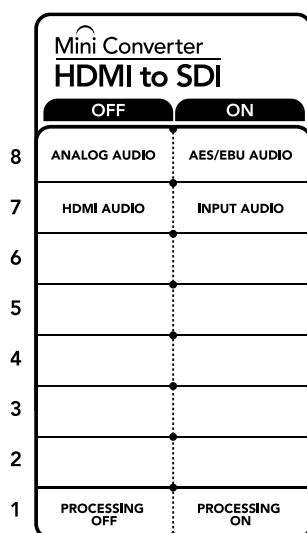 Mini Converter
HDMI to SDI
OFF ON
8 ANALOG AUDIO AES/EBU AUDIO
7 HDMI AUDIO INPUT AUDIO
6
5
4
3
2
1 PROCESSING OFF PROCESSING ON